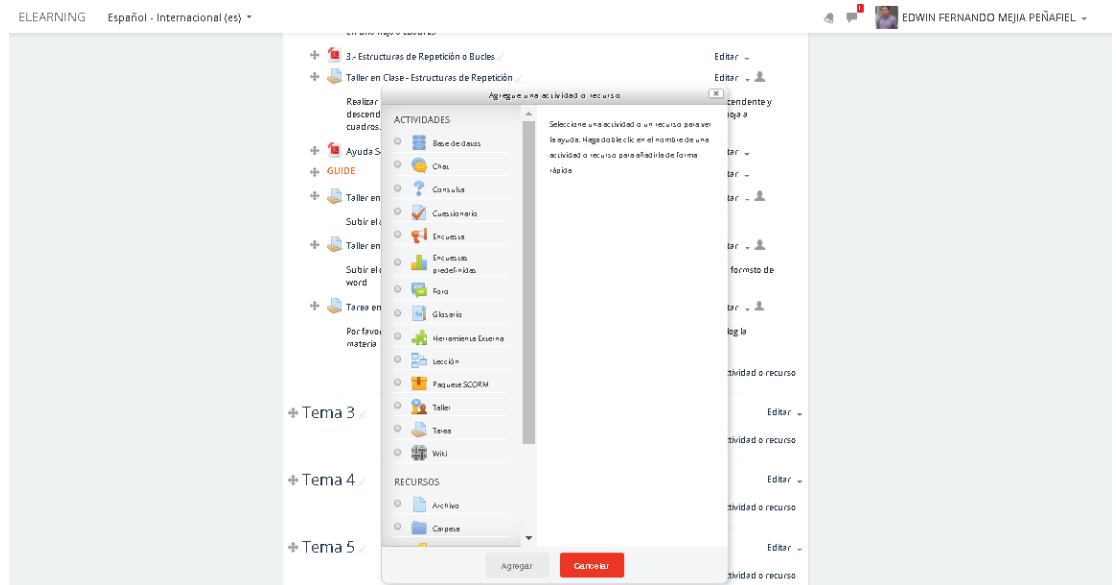 ELEARNING Español - Internacional (es)
1 EDWIN FERNANDO MEJIA PEÑAFIEL
3.- Estructuras de Repetición o Bucles Editar
Taller en Clase - Estructuras de Repetición Editar
Agregue una actividad o recurso
Realizar
descend
cuadros.
Ayuda S
GUIDE
Taller en
Subir el
Taller en
Subir el
word
formato de
Tarea en
Por favo
materia
log la
ctividad o recurso
ACTIVIDADES
Base de datos
Chat
Consulta
Cuestionario
Encuesta
Encuestas
predefinidas
Foro
Glosario
Herramienta Externa
Lección
Paquete SCORM
Taller
Tarea
Wiki
RECURSOS
Archivo
Carpeta
Seleccione una actividad o un recurso para ver
la ayuda. Haga doble clic en el nombre de una
actividad o recurso para añadirla de forma
rápida
Agregar Cancelar
Tema 3 Editar
ctividad o recurso
Tema 4 Editar
ctividad o recurso
Tema 5 Editar
ctividad o recurso